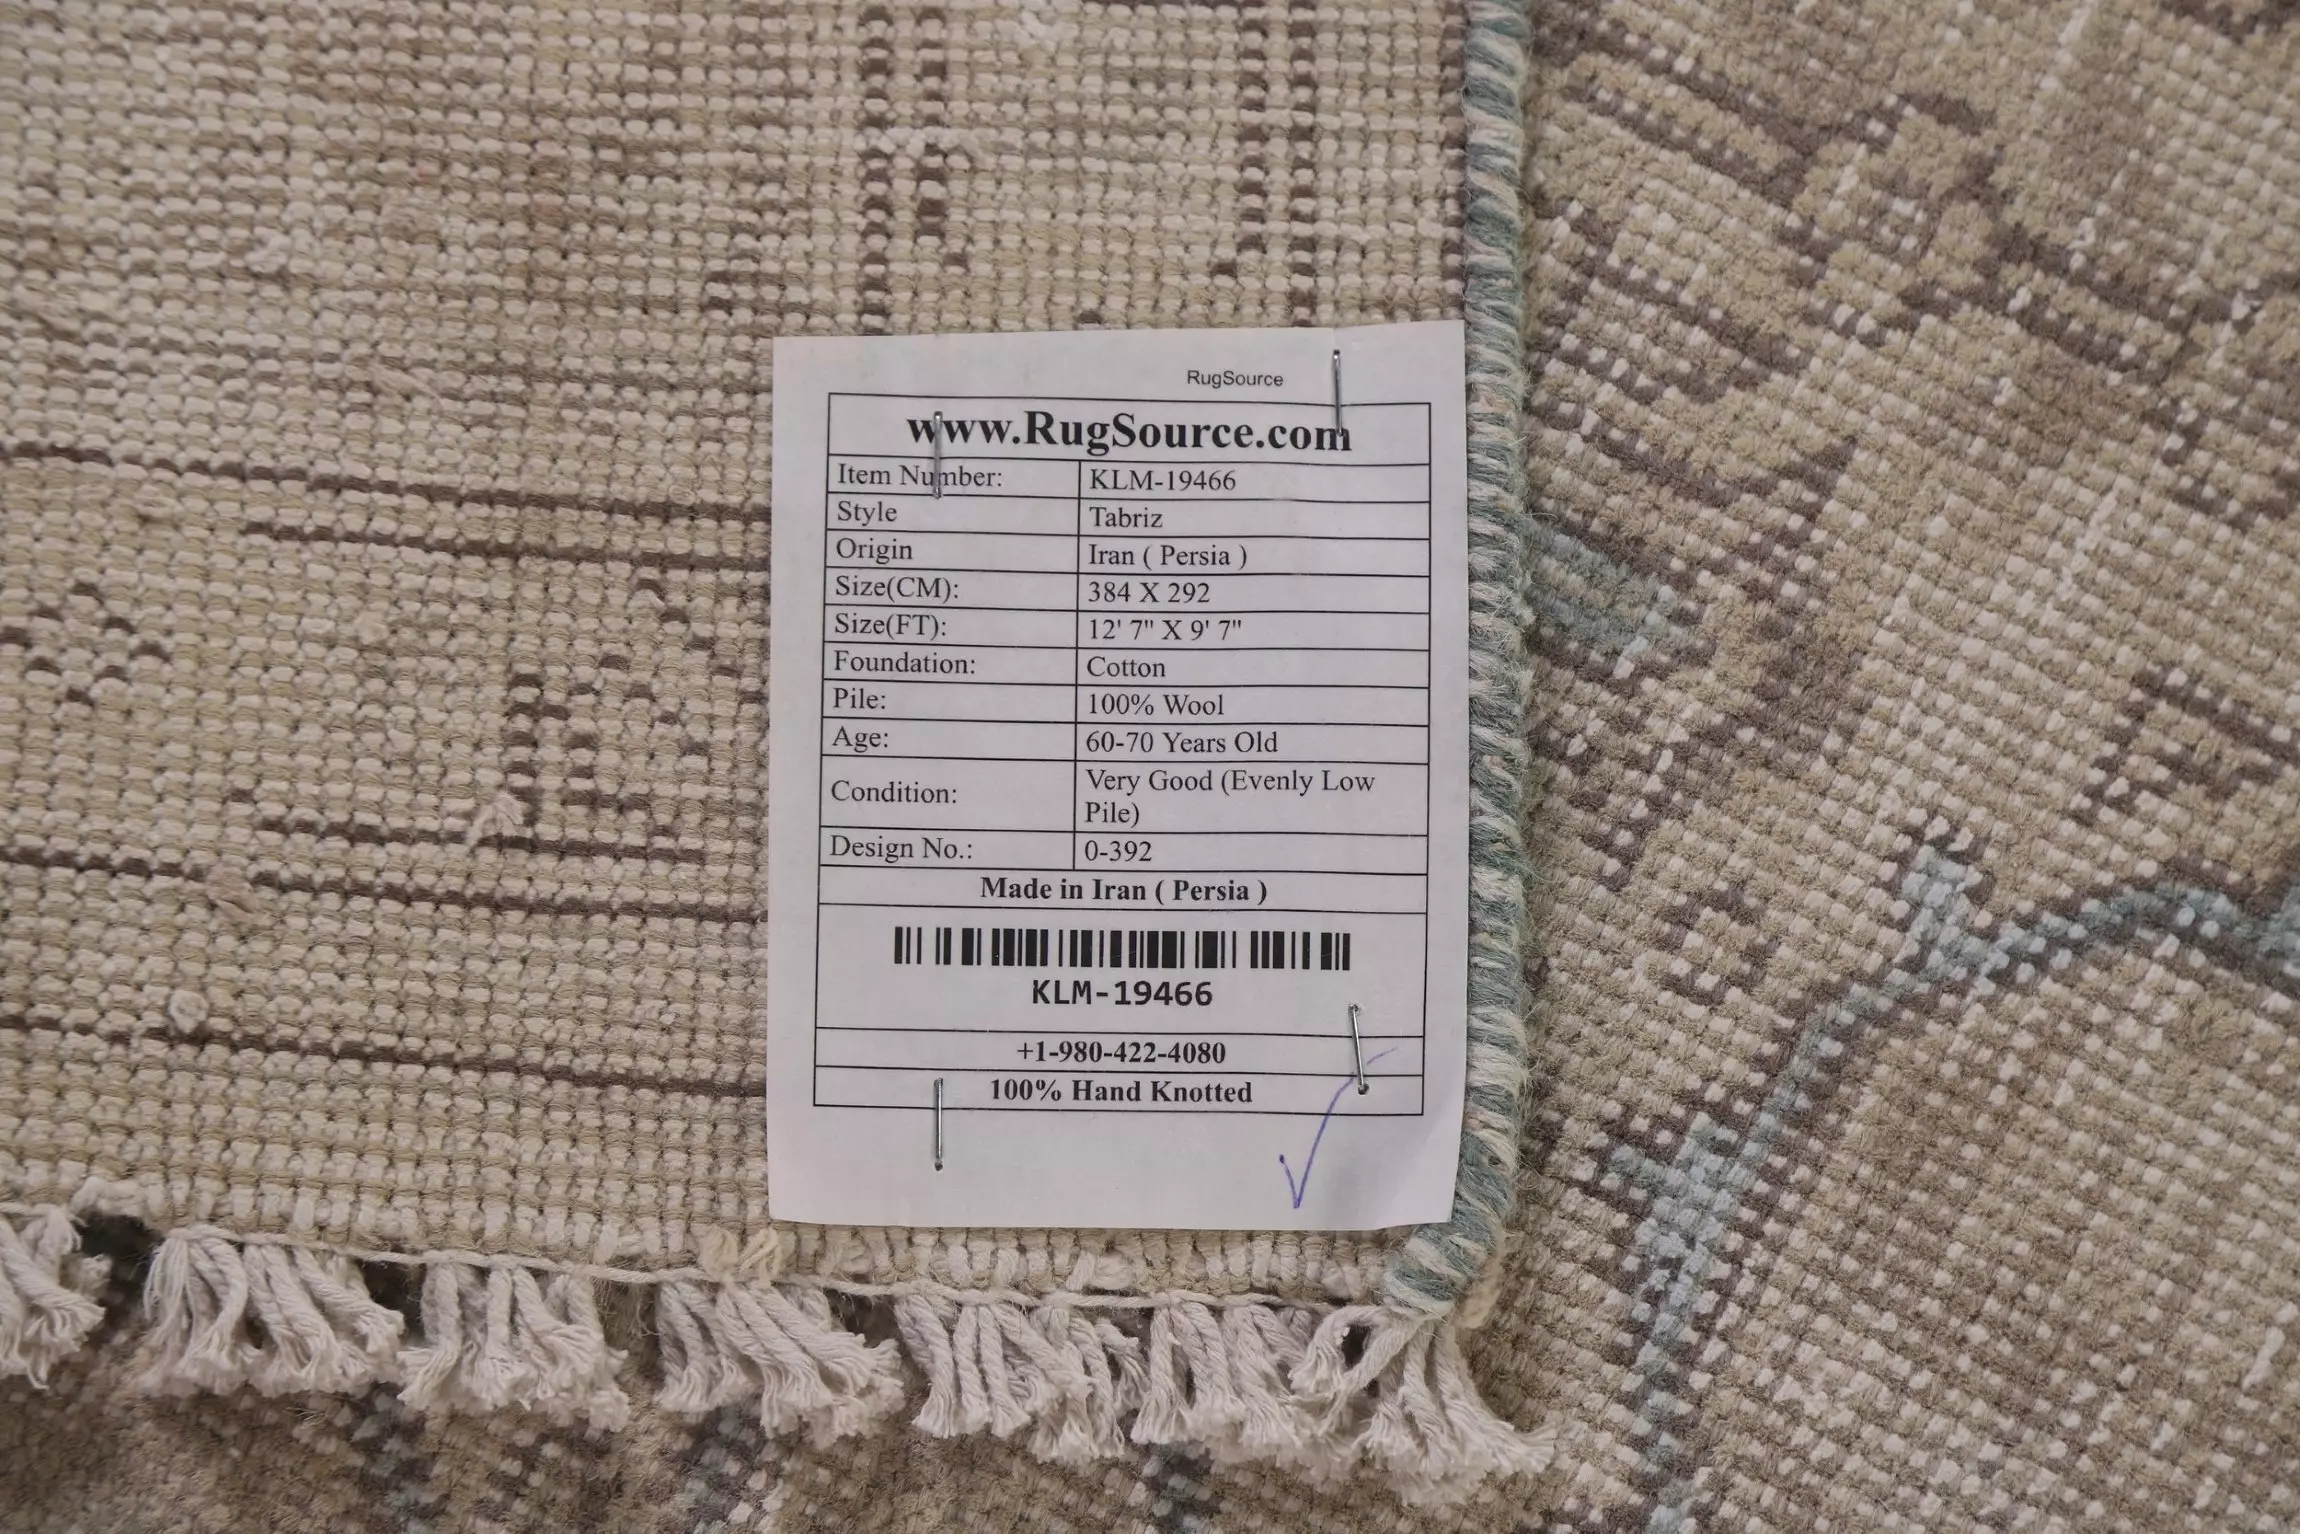 RugSource
www.RugSource.com
Item Number: KLM-19466
Style Tabriz
Origin Iran ( Persia )
Size(CM): 384 X 292
Size(FT): 12' 7" X 9' 7"
Foundation: Cotton
Pile: 100% Wool
Age: 60-70 Years Old
Condition: Very Good (Evenly Low
Pile)
Design No.: 0-392
Made in Iran ( Persia )
KLM-19466
+1-980-422-4080
100% Hand Knotted